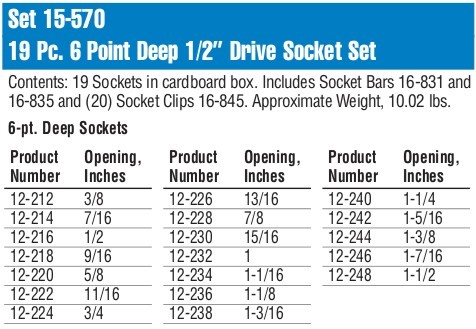 Set 15-570
19 Pc. 6 Point Deep 1/2" Drive Socket Set
Contents: 19 Sockets in cardboard box. Includes Socket Bars 16-831 and
16-835 and (20) Socket Clips 16-845. Approximate Weight, 10.02 lbs.
6-pt. Deep Sockets
Product Opening, Product Opening, Product Opening,
Number Inches Number Inches Number Inches
12-212 3/8 12-226 13/16 12-240 1-1/4
12-214 7/16 12-228 7/8 12-242 1-5/16
12-216 1/2 12-230 15/16 12-244 1-3/8
12-218 9/16 12-232 1 12-246 1-7/16
12-220 5/8 12-234 1-1/16 12-248 1-1/2
12-222 11/16 12-236 1-1/8
12-224 3/4 12-238 1-3/16